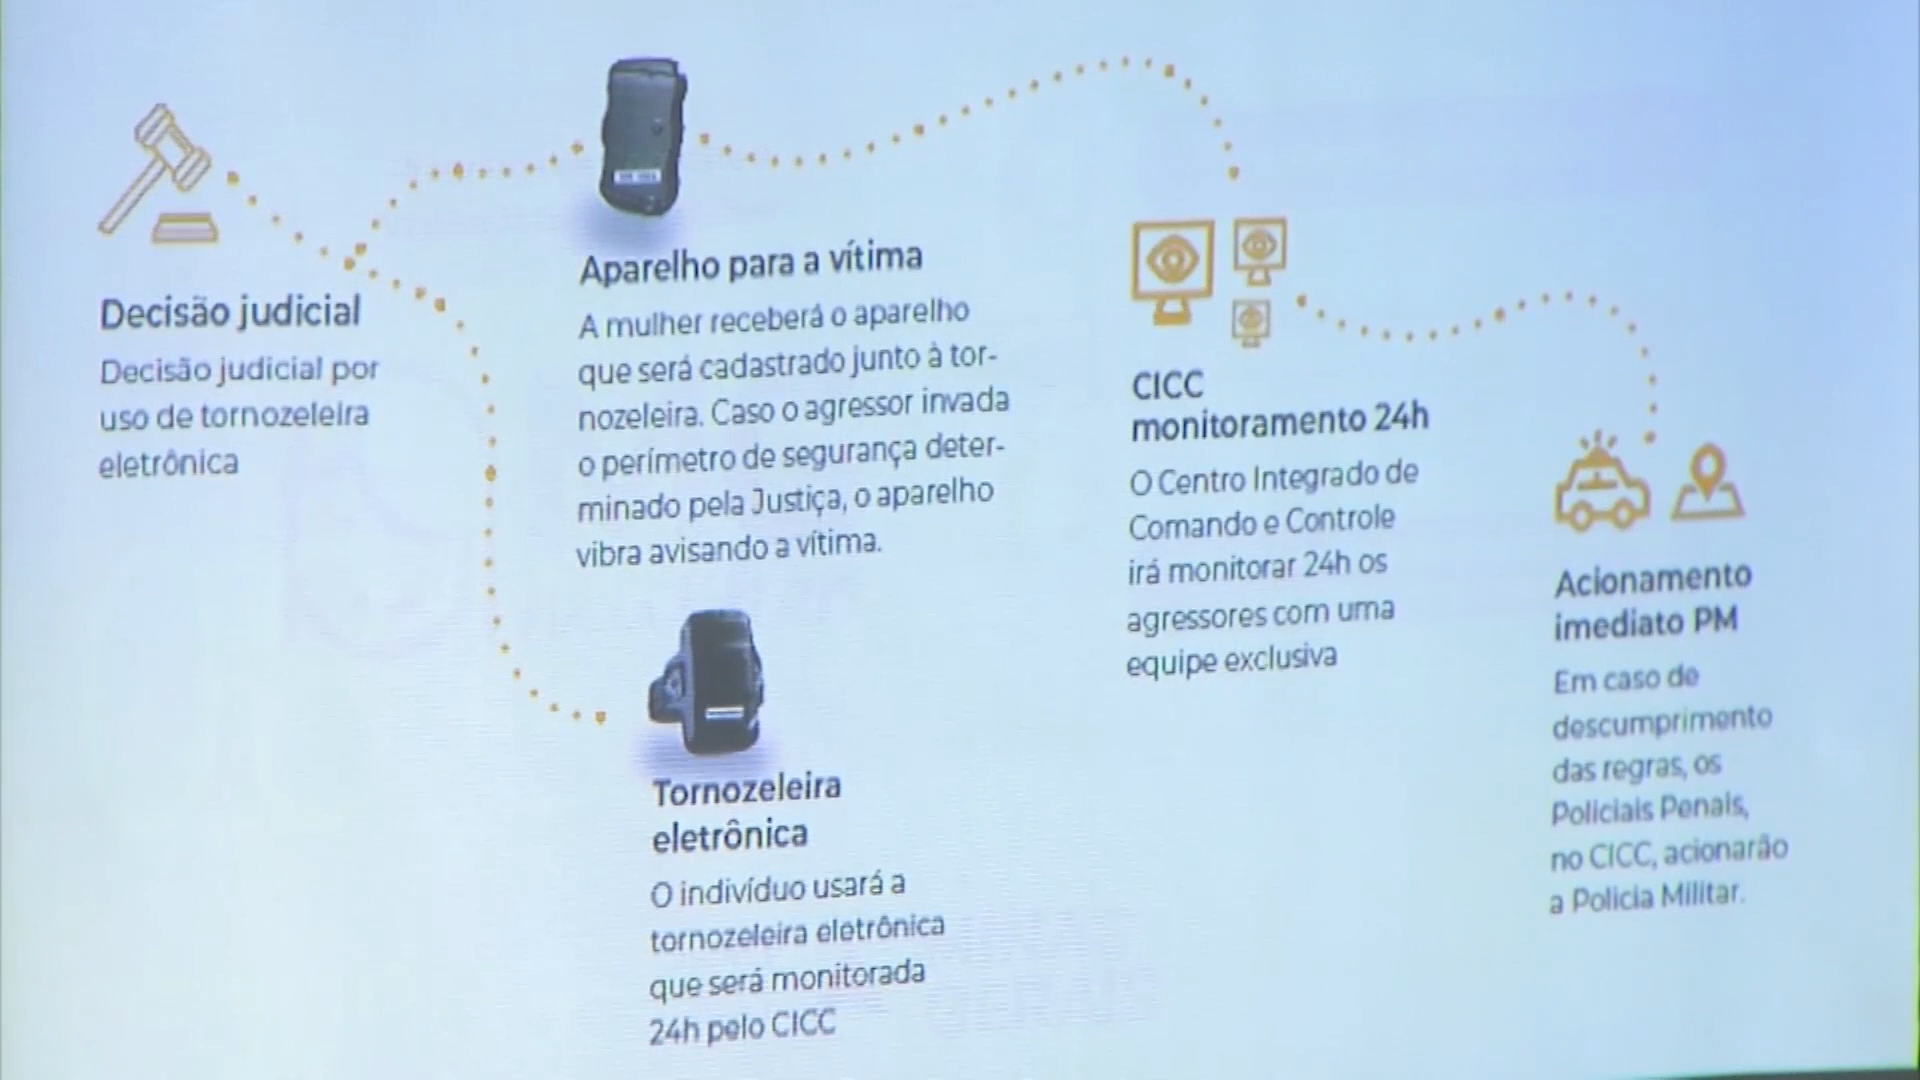 Decisão judicial
Decisão judicial por
uso de tornozeleira
eletrônica
Aparelho para a vítima
A mulher receberá o aparelho
que será cadastrado junto à tor-
nozeleira. Caso o agressor invada
o perímetro de segurança deter-
minado pela Justiça, o aparelho
vibra avisando a vítima.
Tornozeleira
eletrônica
O indivíduo usará a
tornozeleira eletrônica
que será monitorada
24h pelo CICC
CICC
monitoramento 24h
O Centro Integrado de
Comando e Controle
irá monitorar 24h os
agressores com uma
equipe exclusiva
Acionamento
imediato PM
Em caso de
descumprimento
das regras, os
Policiais Penais,
no CICC, acionarão
a Policia Militar.